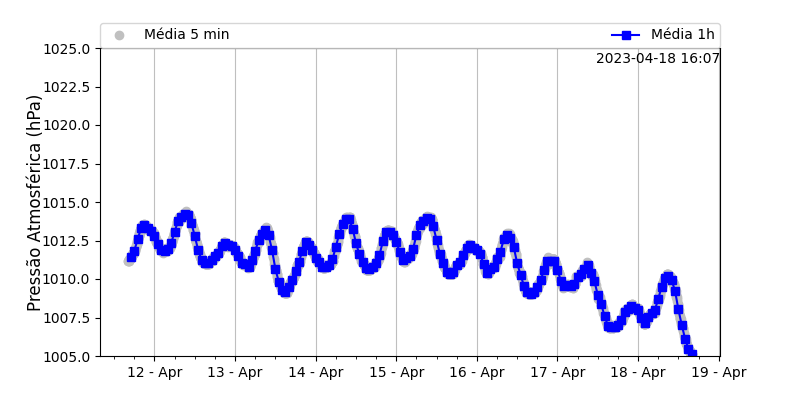 Média 5 min
Média 1h
2023-04-18 16:07
Pressão Atmosférica (hPa)
1025.0
1022.5
1020.0
1017.5
1015.0
1012.5
1010.0
1007.5
1005.0
12 - Apr
13 - Apr
14 - Apr
15 - Apr
16 - Apr
17 - Apr
18 - Apr
19 - Apr